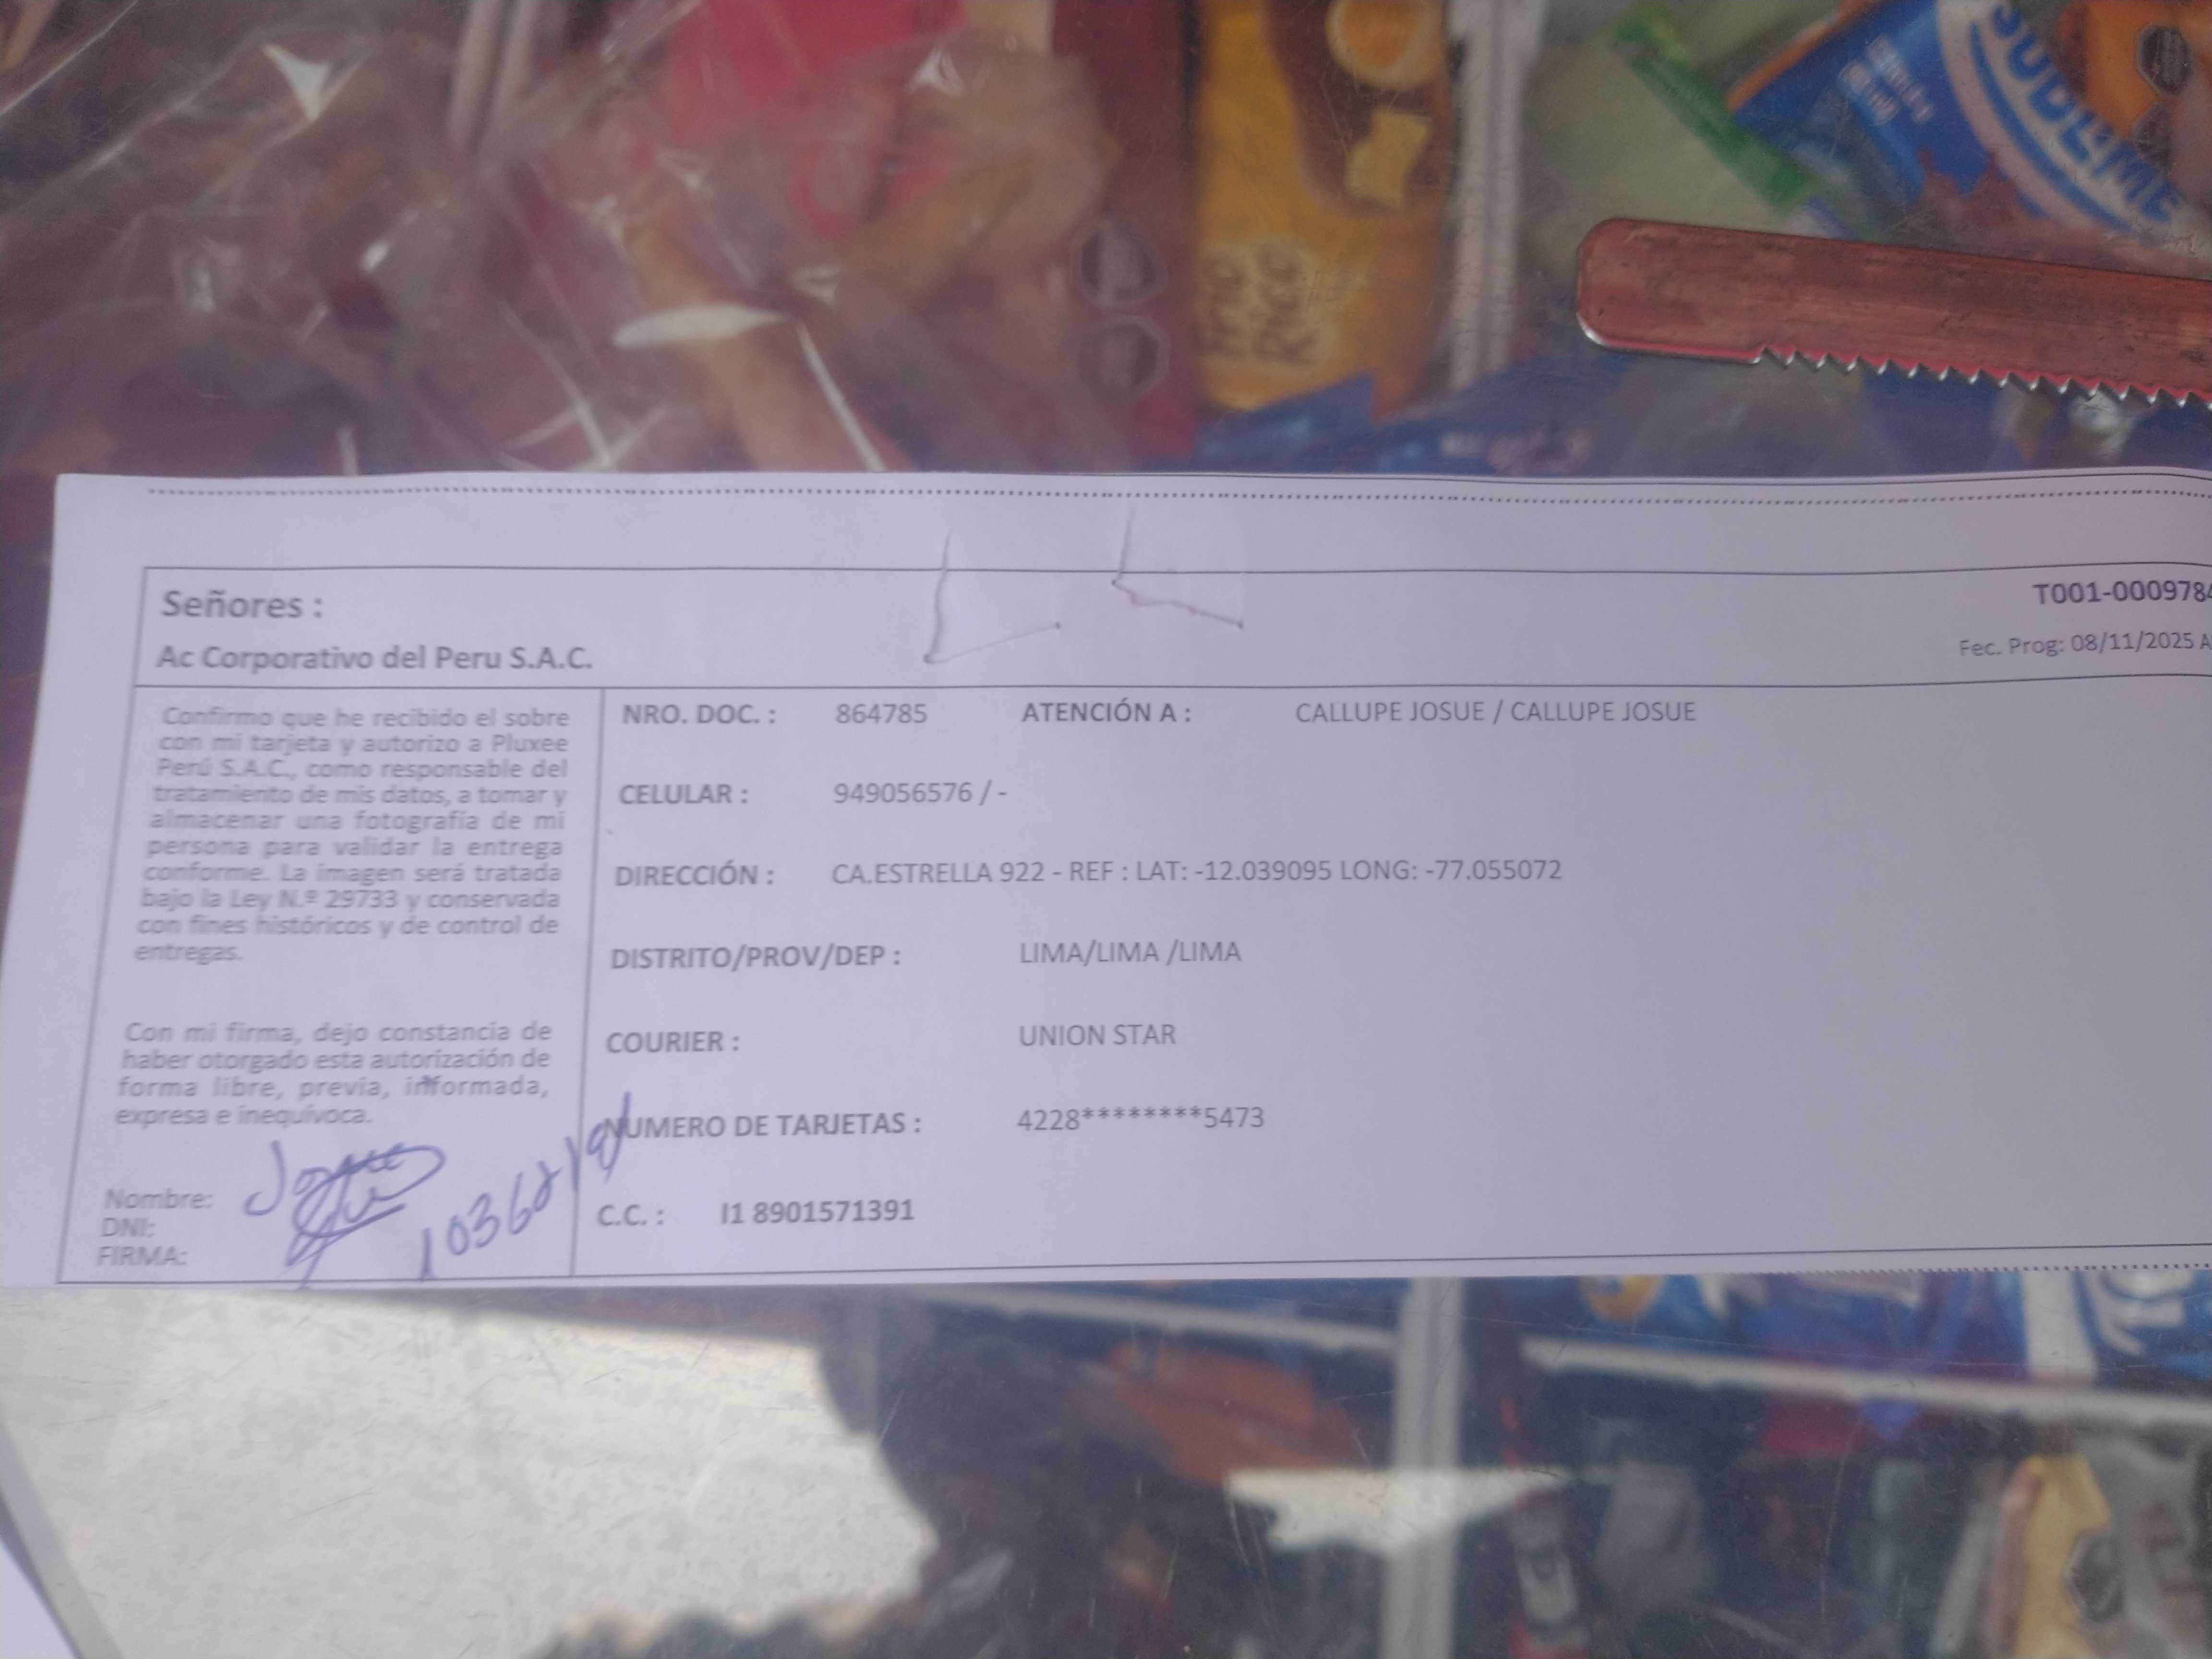 SUBLIME
Trio
Rico
Señores :
T001-000978
Ac Corporativo del Peru S.A.C.
Fec. Prog: 08/11/2025 A
Confirmo que he recibido el sobre
con mi tarjeta y autorizo a Pluxee
Perú S.A.C., como responsable del
tratamiento de mis datos, a tomar y
almacenar una fotografía de mi
persona para validar la entrega
conforme. La imagen será tratada
bajo la Ley N.º 29733 y conservada
con fines históricos y de control de
entregas.
Con mi firma, dejo constancia de
haber otorgado esta autorización de
forma libre, previa, informada,
expresa e inequívoca.
Nombre:
DNI:
FIRMA:
NRO. DOC. : 864785 ATENCIÓN A : CALLUPE JOSUE / CALLUPE JOSUE
CELULAR : 949056576 / -
DIRECCIÓN : CA.ESTRELLA 922 - REF : LAT: -12.039095 LONG: -77.055072
DISTRITO/PROV/DEP : LIMA/LIMA /LIMA
COURIER : UNION STAR
NUMERO DE TARJETAS : 4228********5473
C.C. : I1 8901571391